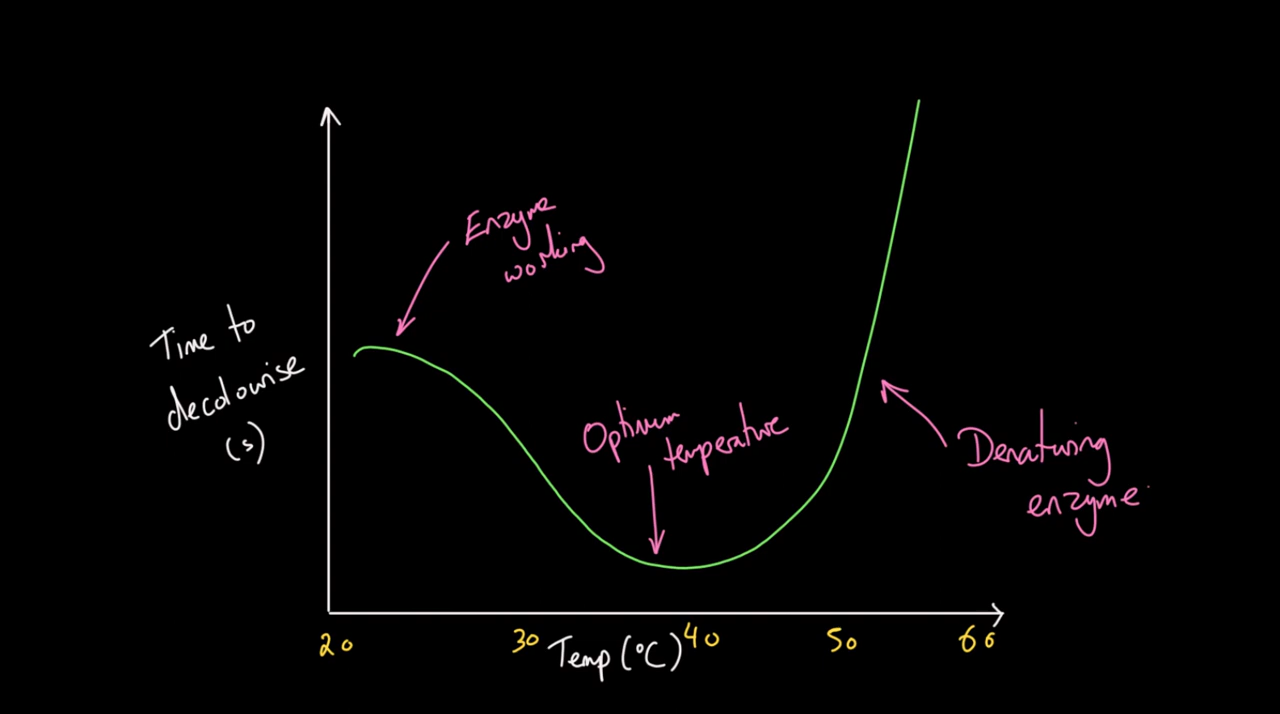 Enzyme
working
Time to
decolourise
(s)
Optimum
temperature
Denaturing
enzyme
20 30 40 50 60
Temp (°C)